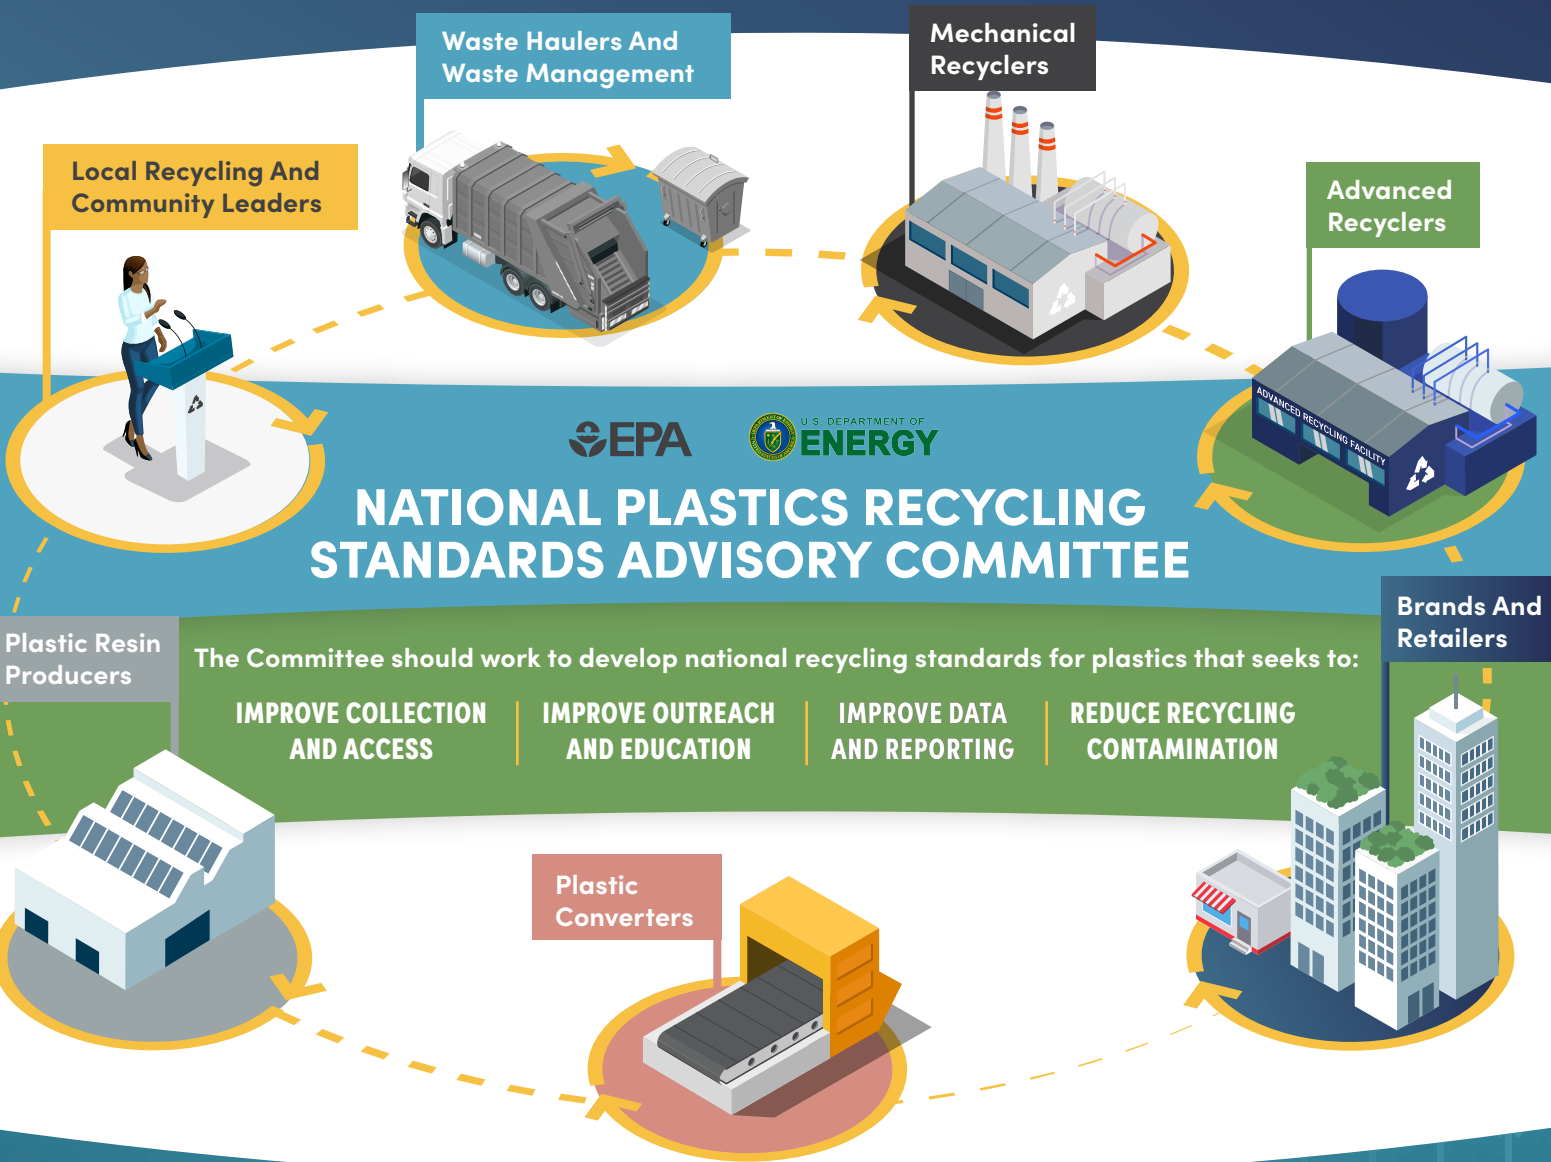 Waste Haulers And
Waste Management
Mechanical
Recyclers
Local Recycling And
Community Leaders
Advanced
Recyclers
ADVANCED RECYCLING FACILITY
EPA
U.S. DEPARTMENT OF
ENERGY
NATIONAL PLASTICS RECYCLING
STANDARDS ADVISORY COMMITTEE
Brands And
Retailers
Plastic Resin
Producers
The Committee should work to develop national recycling standards for plastics that seeks to:
IMPROVE COLLECTION
AND ACCESS
IMPROVE OUTREACH
AND EDUCATION
IMPROVE DATA
AND REPORTING
REDUCE RECYCLING
CONTAMINATION
Plastic
Converters